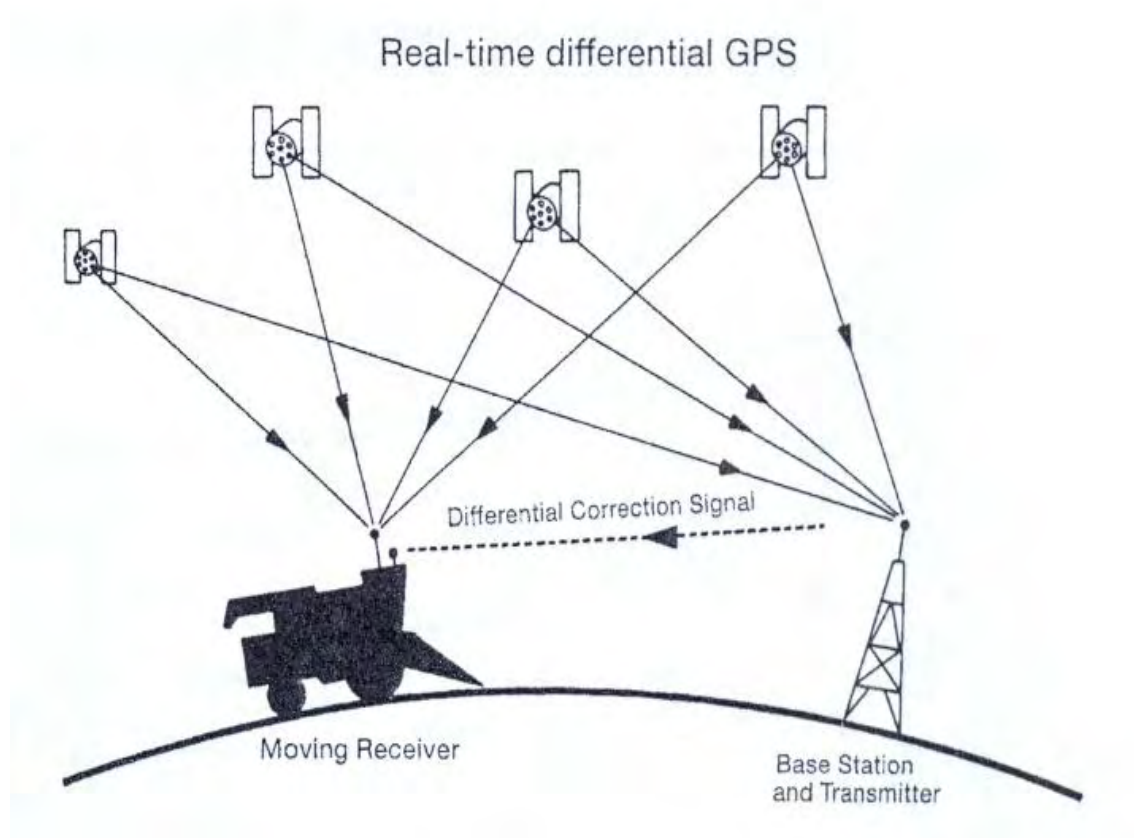 Real-time differential GPS
Differential Correction Signal
Moving Receiver
Base Station
and Transmitter